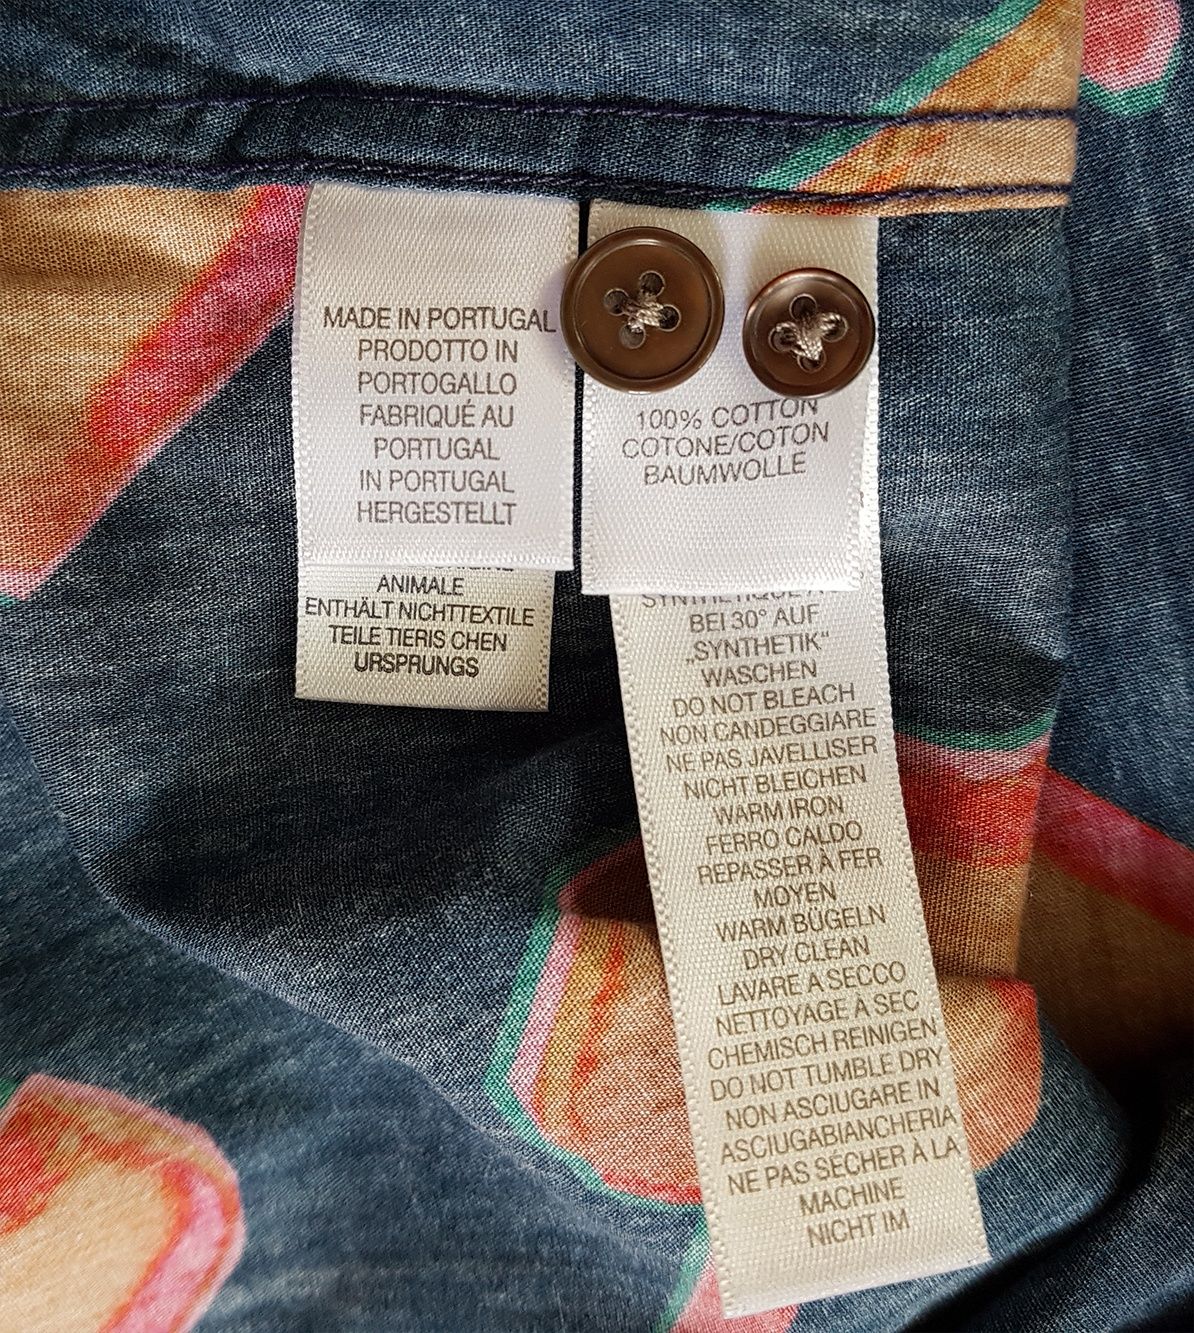 MADE IN PORTUGAL
PRODOTTO IN
PORTOGALLO
FABRIQUÉ AU
PORTUGAL
IN PORTUGAL
HERGESTELLT
ANIMALE
ENTHÄLT NICHTTEXTILE
TEILE TIERIS CHEN
URSPRUNGS
100% COTTON
COTONE/COTON
BAUMWOLLE
BEI 30° AUF
„SYNTHETIK“
WASCHEN
DO NOT BLEACH
NON CANDEGGIARE
NE PAS JAVELLISER
NICHT BLEICHEN
WARM IRON
FERRO CALDO
REPASSER À FER
MOYEN
WARM BÜGELN
DRY CLEAN
LAVARE A SECCO
NETTOYAGE À SEC
CHEMISCH REINIGEN
DO NOT TUMBLE DRY
NON ASCIUGARE IN
ASCIUGABIANCHERIA
NE PAS SÉCHER À LA
MACHINE
NICHT IM